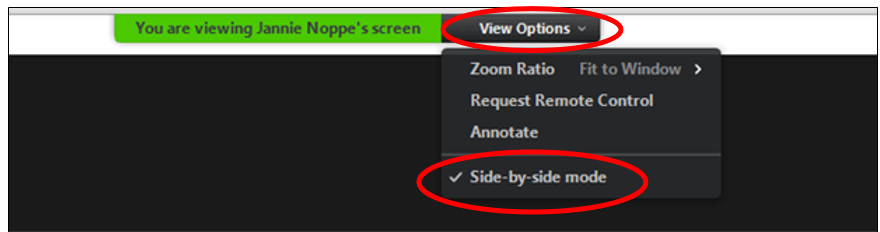 You are viewing Jannie Noppe's screen View Options
Zoom Ratio Fit to Window
Request Remote Control
Annotate
Side-by-side mode